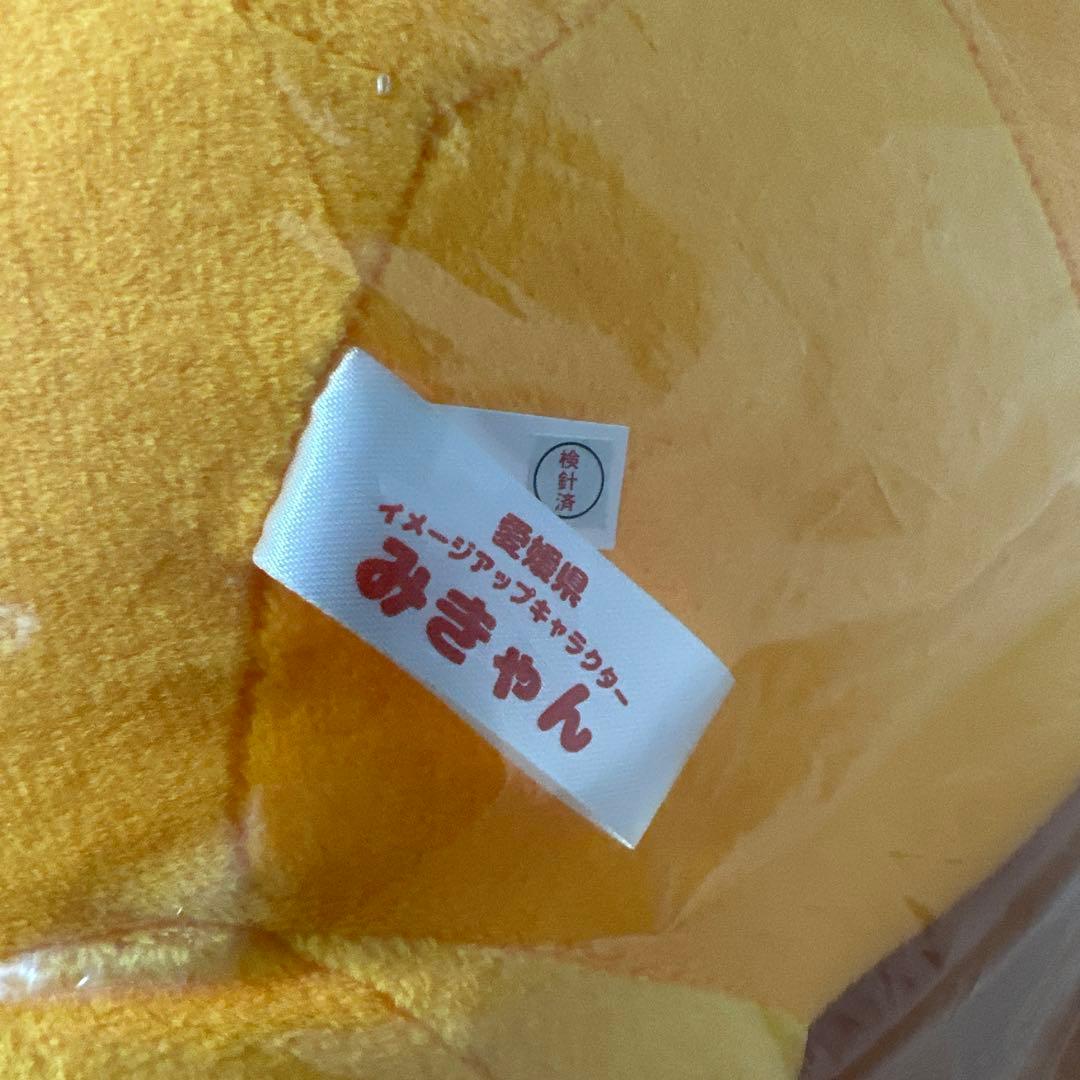 検
針
済
愛媛県
イメージアップキャラクター
みきゃん